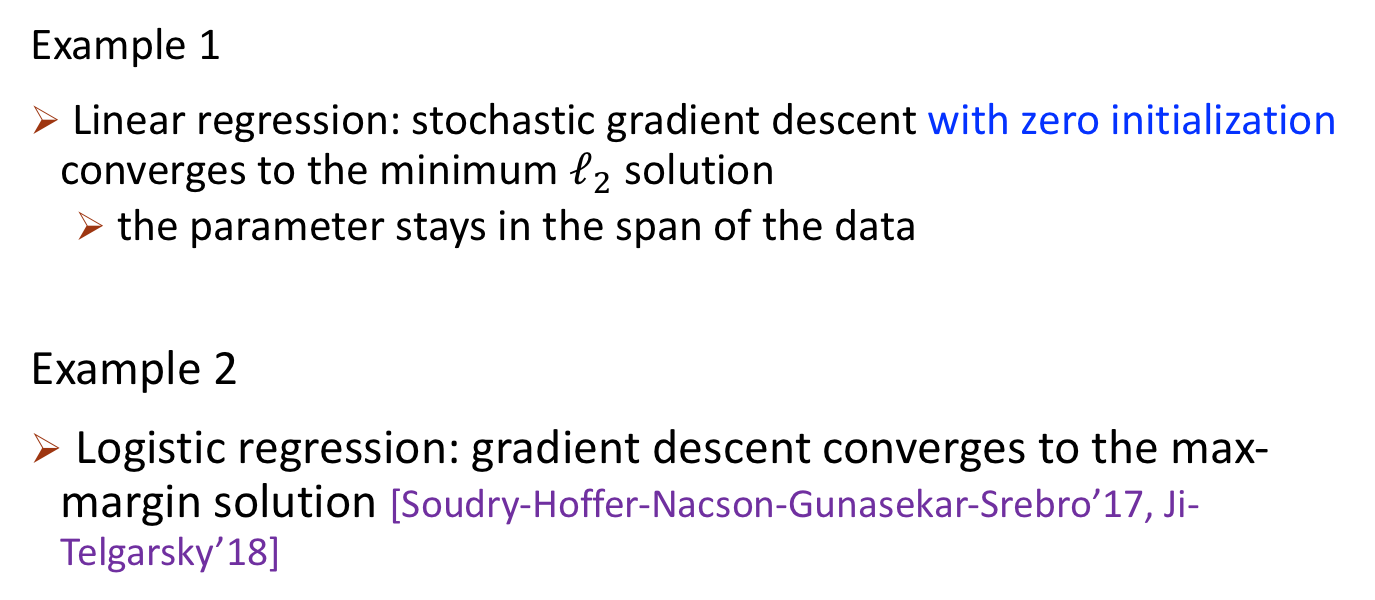 Example 1
➢ Linear regression: stochastic gradient descent with zero initialization
converges to the minimum ℓ₂ solution
➢ the parameter stays in the span of the data
Example 2
➢ Logistic regression: gradient descent converges to the max-
margin solution [Soudry-Hoffer-Nacson-Gunasekar-Srebro’17, Ji-
Telgarsky’18]